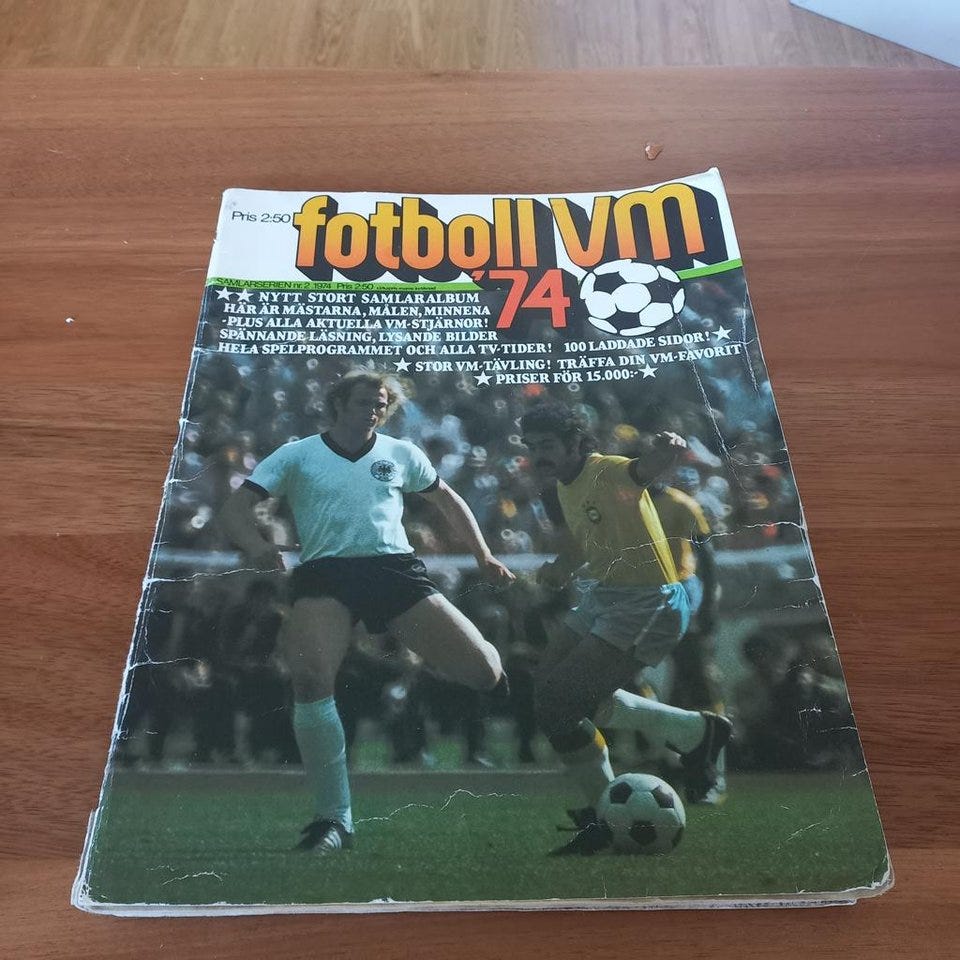 Pris 2:50
fotboll VM
'74
SAMLARSERIEN nr. 2 1974 Pris 2:50
NYTT STORT SAMLARALBUM
HÄR ÄR MÄSTARNA, MÅLEN, MINNENA
-PLUS ALLA AKTUELLA VM-STJÄRNOR!
SPÄNNANDE LÄSNING, LYSANDE BILDER
HELA SPELPROGRAMMET OCH ALLA TV-TIDER! 100 LADDADE SIDOR!
STOR VM-TÄVLING! TRÄFFA DIN VM-FAVORIT
PRISER FÖR 15.000:-